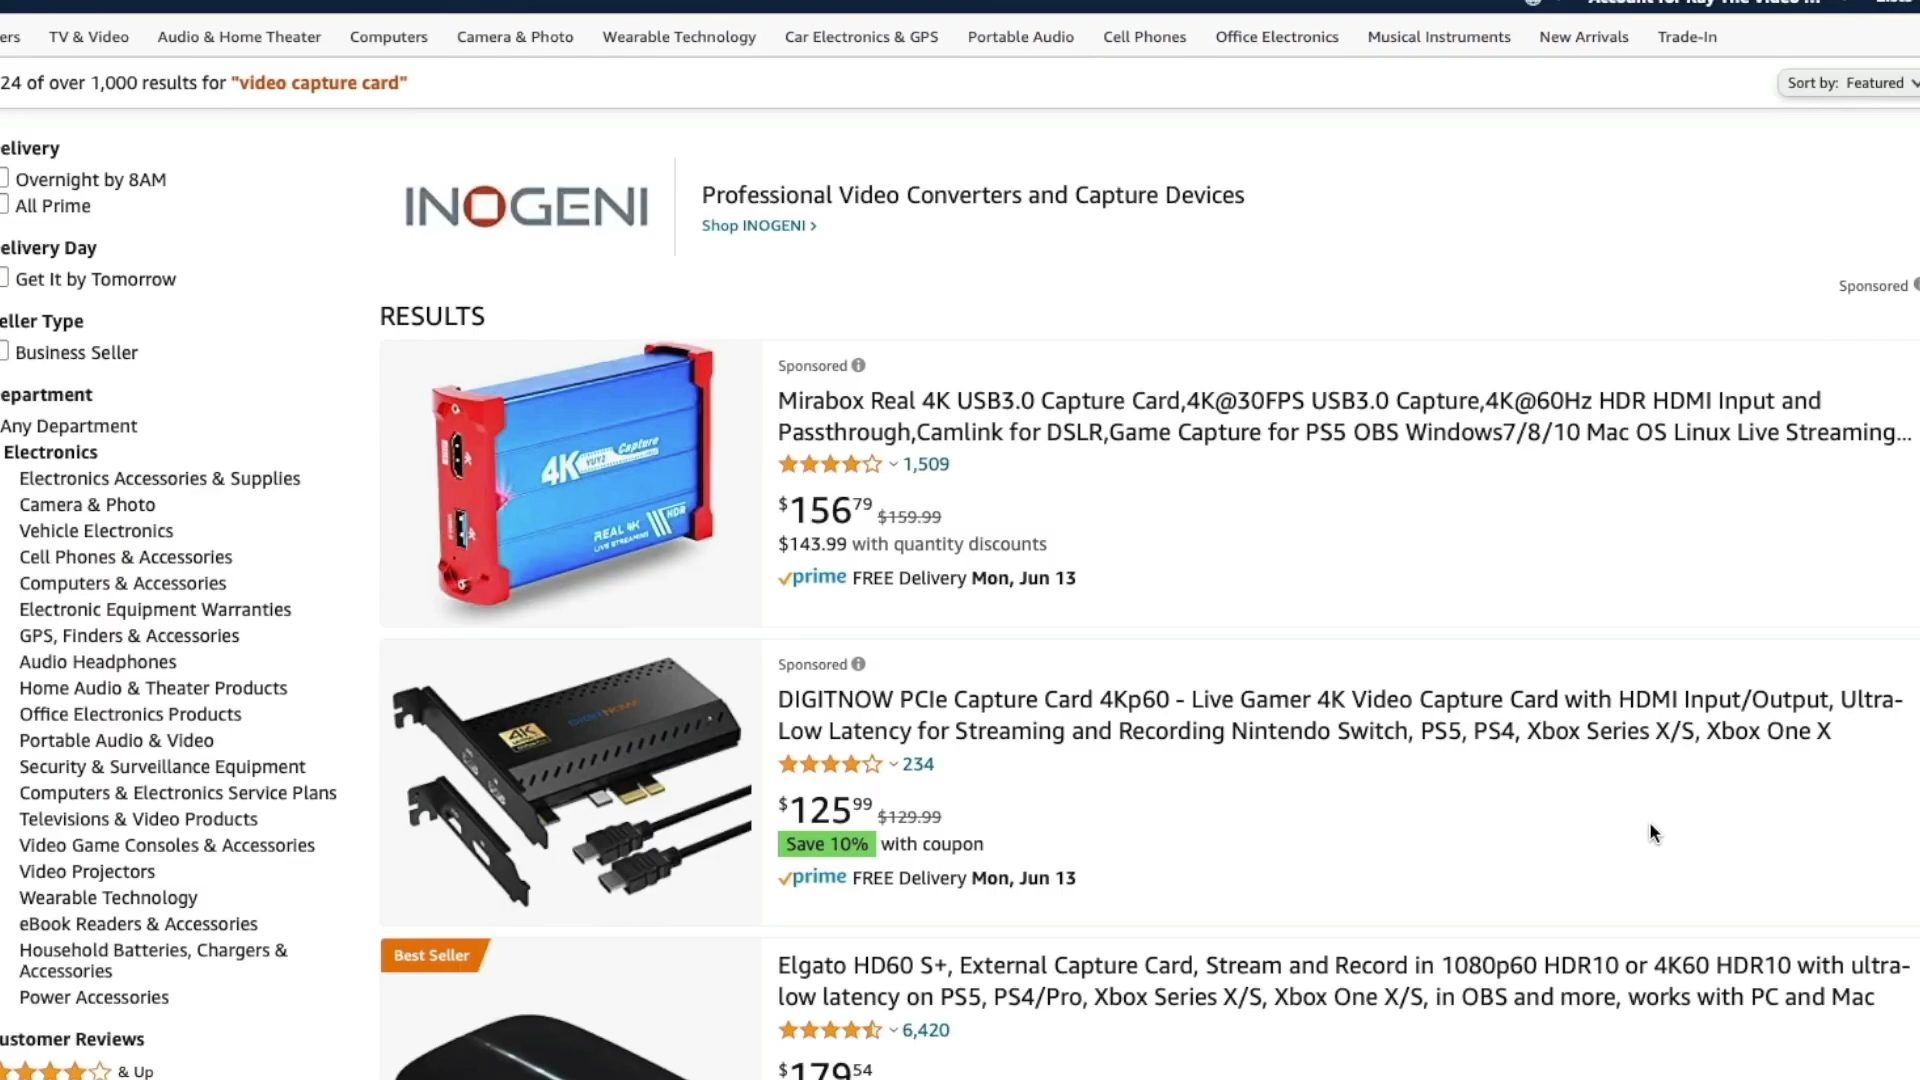 ers TV & Video Audio & Home Theater Computers Camera & Photo Wearable Technology Car Electronics & GPS Portable Audio Cell Phones Office Electronics Musical Instruments New Arrivals Trade-In
24 of over 1,000 results for "video capture card"
Sort by: Featured
elivery
Overnight by 8AM
All Prime
elivery Day
Get It by Tomorrow
eller Type
Business Seller
epartment
Any Department
Electronics
Electronics Accessories & Supplies
Camera & Photo
Vehicle Electronics
Cell Phones & Accessories
Computers & Accessories
Electronic Equipment Warranties
GPS, Finders & Accessories
Audio Headphones
Home Audio & Theater Products
Office Electronics Products
Portable Audio & Video
Security & Surveillance Equipment
Computers & Electronics Service Plans
Televisions & Video Products
Video Game Consoles & Accessories
Video Projectors
Wearable Technology
eBook Readers & Accessories
Household Batteries, Chargers &
Accessories
Power Accessories
ustomer Reviews
& Up
INOGENI
Professional Video Converters and Capture Devices
Shop INOGENI ›
Sponsored
RESULTS
4K YUY2 Capture
REAL 4K HDR
LIVE STREAMING
Sponsored
Mirabox Real 4K USB3.0 Capture Card,4K@30FPS USB3.0 Capture,4K@60Hz HDR HDMI Input and
Passthrough,Camlink for DSLR,Game Capture for PS5 OBS Windows7/8/10 Mac OS Linux Live Streaming...
1,509
$156 79 $159.99
$143.99 with quantity discounts
prime FREE Delivery Mon, Jun 13
DIGITNOW
4K
Sponsored
DIGITNOW PCIe Capture Card 4Kp60 - Live Gamer 4K Video Capture Card with HDMI Input/Output, Ultra-
Low Latency for Streaming and Recording Nintendo Switch, PS5, PS4, Xbox Series X/S, Xbox One X
234
$125 99 $129.99
Save 10% with coupon
prime FREE Delivery Mon, Jun 13
Best Seller
Elgato HD60 S+, External Capture Card, Stream and Record in 1080p60 HDR10 or 4K60 HDR10 with ultra-
low latency on PS5, PS4/Pro, Xbox Series X/S, Xbox One X/S, in OBS and more, works with PC and Mac
6,420
$179 54